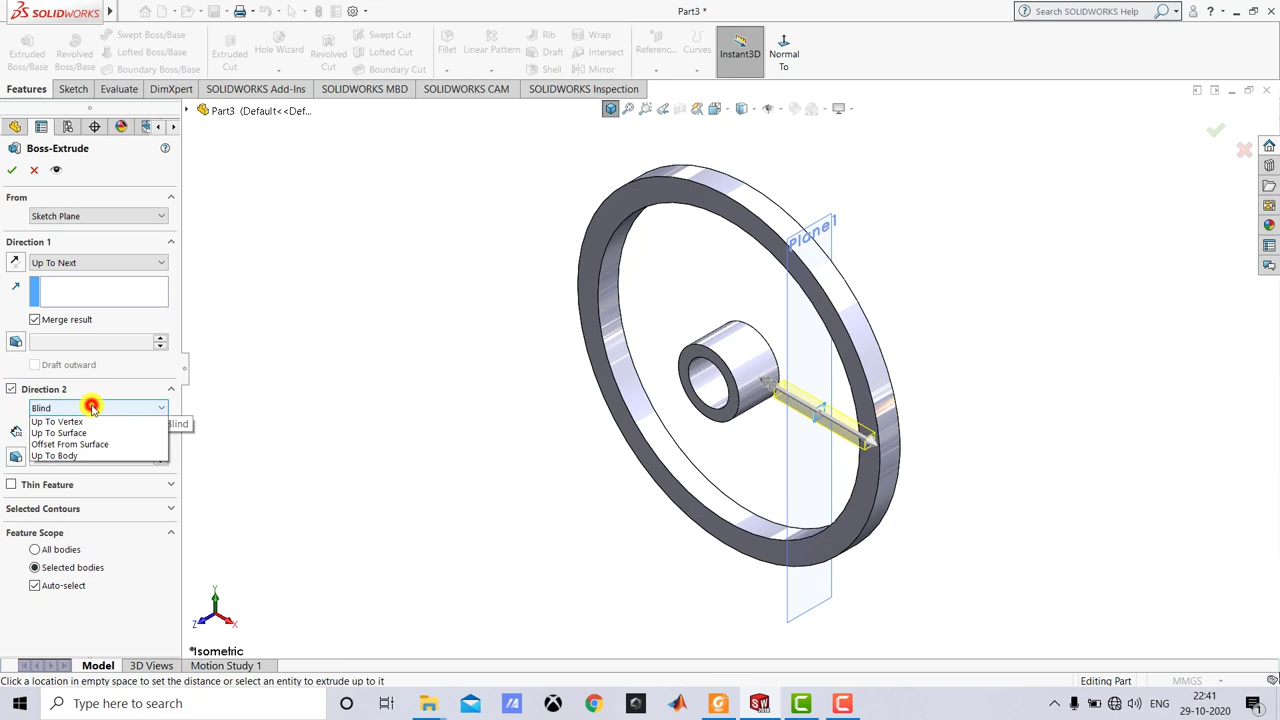 SOLIDWORKS
Part3 *
Search SOLIDWORKS Help
Extruded Boss/Base
Revolved Boss/Base
Swept Boss/Base
Lofted Boss/Base
Boundary Boss/Base
Extruded Cut
Hole Wizard
Revolved Cut
Swept Cut
Lofted Cut
Boundary Cut
Fillet
Linear Pattern
Rib
Draft
Shell
Wrap
Intersect
Mirror
Referenc...
Curves
Instant3D
Normal To
Features
Sketch
Evaluate
DimXpert
SOLIDWORKS Add-Ins
SOLIDWORKS MBD
SOLIDWORKS CAM
SOLIDWORKS Inspection
Part3 (Default<<Def...
Boss-Extrude
From
Sketch Plane
Direction 1
Up To Next
Merge result
Draft outward
Direction 2
Blind
Up To Vertex
Blind
Up To Surface
Offset From Surface
Up To Body
Thin Feature
Selected Contours
Feature Scope
All bodies
Selected bodies
Auto-select
Plane1
Y
Z
X
*Isometric
Model
3D Views
Motion Study 1
Click a location in empty space to set the distance or select an entity to extrude up to it
Editing Part
MMGS
Type here to search
ENG
22:41
29-10-2020